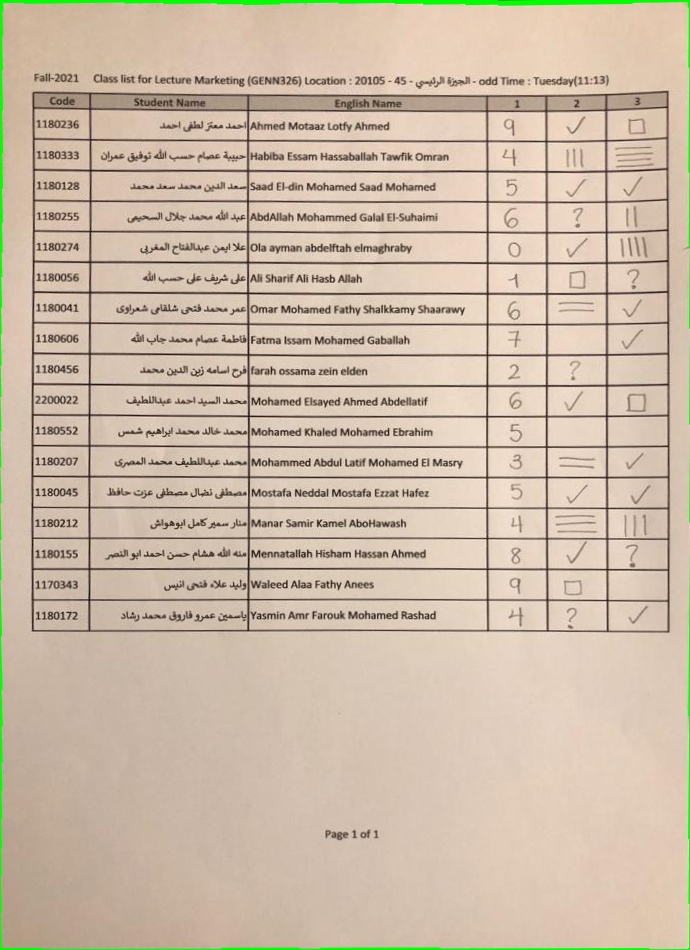 Fall-2021 Class list for Lecture Marketing (GENN326) Location : 20105 - 45 - الجيزة الرئيسي - odd Time : Tuesday(11:13)
Code Student Name English Name 1 2 3
1180236 احمد معتز لطفى احمد Ahmed Motaaz Lotfy Ahmed 9 ✓ □
1180333 حبيبة عصام حسب الله توفيق عمران Habiba Essam Hassaballah Tawfik Omran 4 ||| ☰
1180128 سعد الدين محمد سعد محمد Saad El-din Mohamed Saad Mohamed 5 ✓ ✓
1180255 عبد الله محمد جلال السحيمى AbdAllah Mohammed Galal El-Suhaimi 6 ? ||
1180274 علا ايمن عبدالفتاح المغربى Ola ayman abdelftah elmaghraby 0 ✓ ||||
1180056 على شريف على حسب الله Ali Sharif Ali Hasb Allah 1 □ ?
1180041 عمر محمد فتحى شلقامى شعراوى Omar Mohamed Fathy Shalkkamy Shaarawy 6 = ✓
1180606 فاطمة عصام محمد جاب الله Fatma Issam Mohamed Gaballah 7 ✓
1180456 فرح اسامه زين الدين محمد farah ossama zein elden 2 ?
2200022 محمد السيد احمد عبداللطيف Mohamed Elsayed Ahmed Abdellatif 6 ✓ □
1180552 محمد خالد محمد ابراهيم شمس Mohamed Khaled Mohamed Ebrahim 5
1180207 محمد عبداللطيف محمد المصرى Mohammed Abdul Latif Mohamed El Masry 3 = ✓
1180045 مصطفى نضال مصطفى عزت حافظ Mostafa Neddal Mostafa Ezzat Hafez 5 ✓ ✓
1180212 منار سمير كامل ابوهواش Manar Samir Kamel AboHawash 4 ☰ |||
1180155 منه الله هشام حسن احمد ابو النصر Mennatallah Hisham Hassan Ahmed 8 ✓ ?
1170343 وليد علاء فتحى انيس Waleed Alaa Fathy Anees 9 □
1180172 ياسمين عمرو فاروق محمد رشاد Yasmin Amr Farouk Mohamed Rashad 4 ? ✓
Page 1 of 1